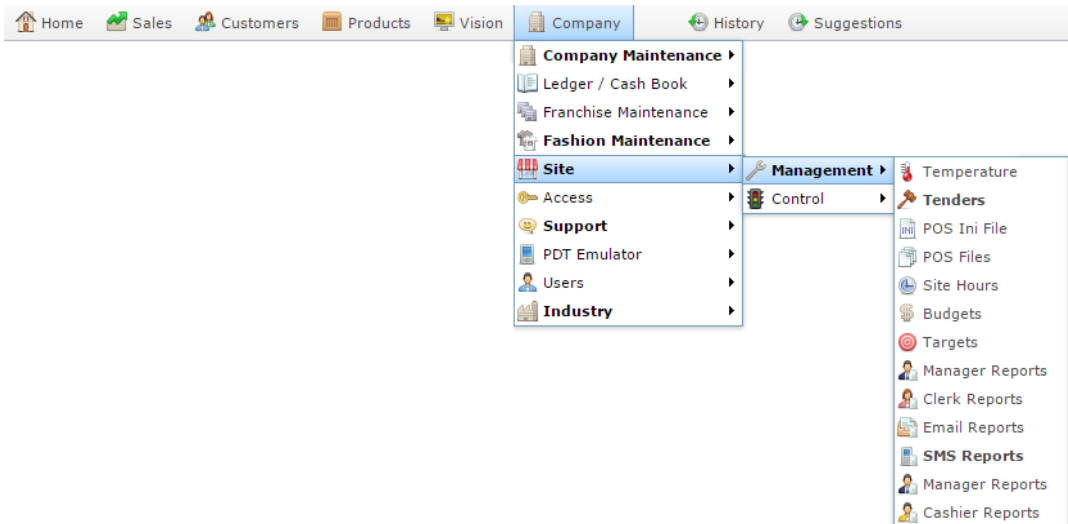 Home Sales Customers Products Vision Company History Suggestions
Company Maintenance
Ledger / Cash Book
Franchise Maintenance
Fashion Maintenance
Site
Access
Support
PDT Emulator
Users
Industry
Management
Control
Temperature
Tenders
INI POS Ini File
POS Files
Site Hours
Budgets
Targets
Manager Reports
Clerk Reports
Email Reports
SMS Reports
Manager Reports
Cashier Reports